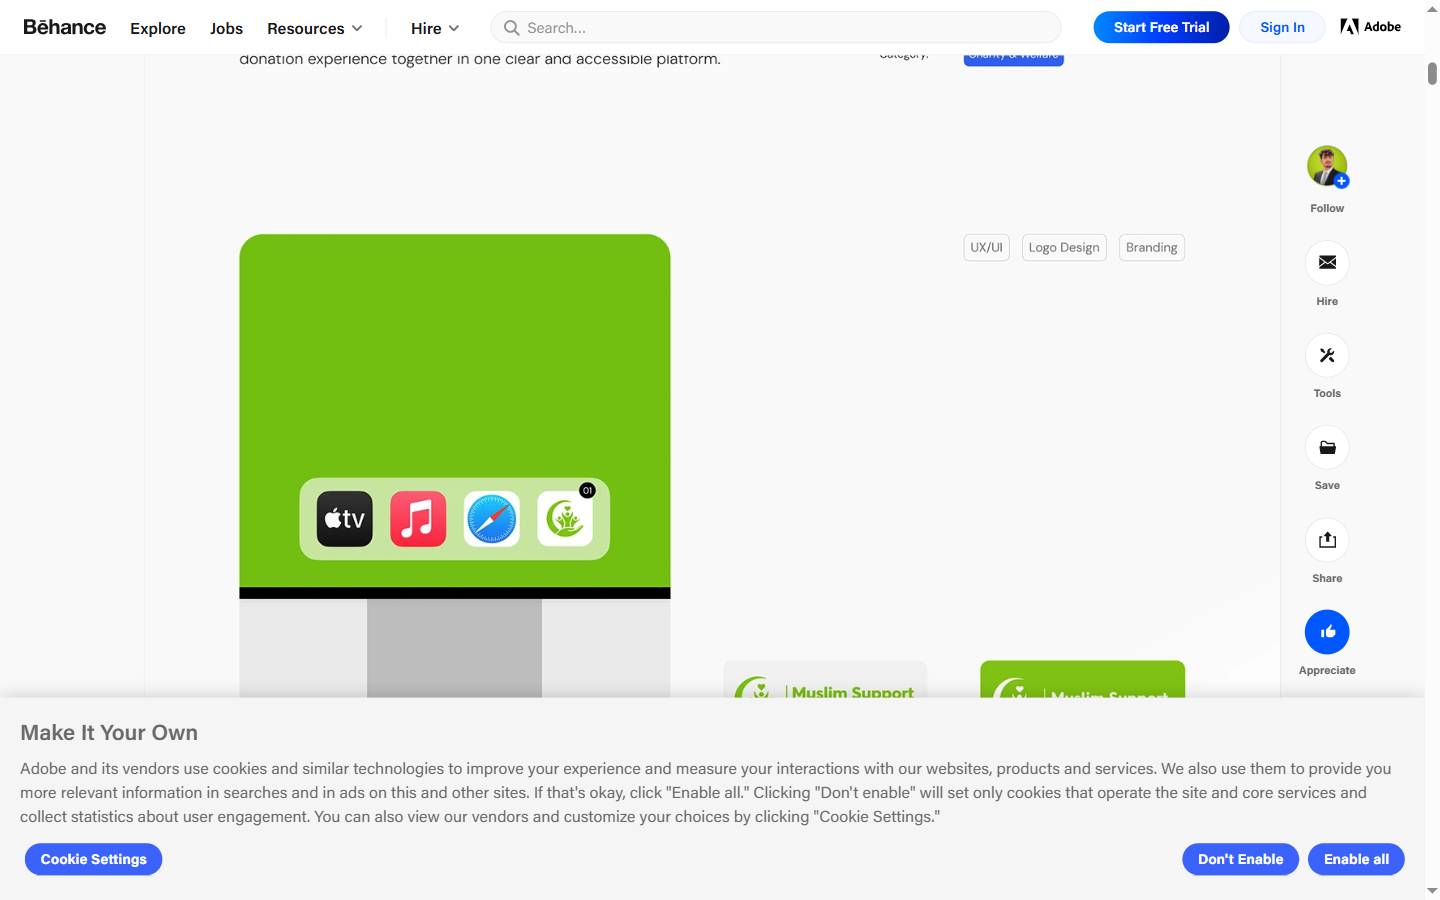 Bēhance
Explore
Jobs
Resources
Hire
Search...
Start Free Trial
Sign In
Adobe
donation experience together in one clear and accessible platform.
Category:
Charity & Welfare
Follow
UX/UI
Logo Design
Branding
Hire
Tools
Save
tv
01
Share
Appreciate
Muslim Support
Muslim Support
Make It Your Own
Adobe and its vendors use cookies and similar technologies to improve your experience and measure your interactions with our websites, products and services. We also use them to provide you
more relevant information in searches and in ads on this and other sites. If that's okay, click "Enable all." Clicking "Don't enable" will set only cookies that operate the site and core services and
collect statistics about user engagement. You can also view our vendors and customize your choices by clicking "Cookie Settings."
Cookie Settings
Don't Enable
Enable all